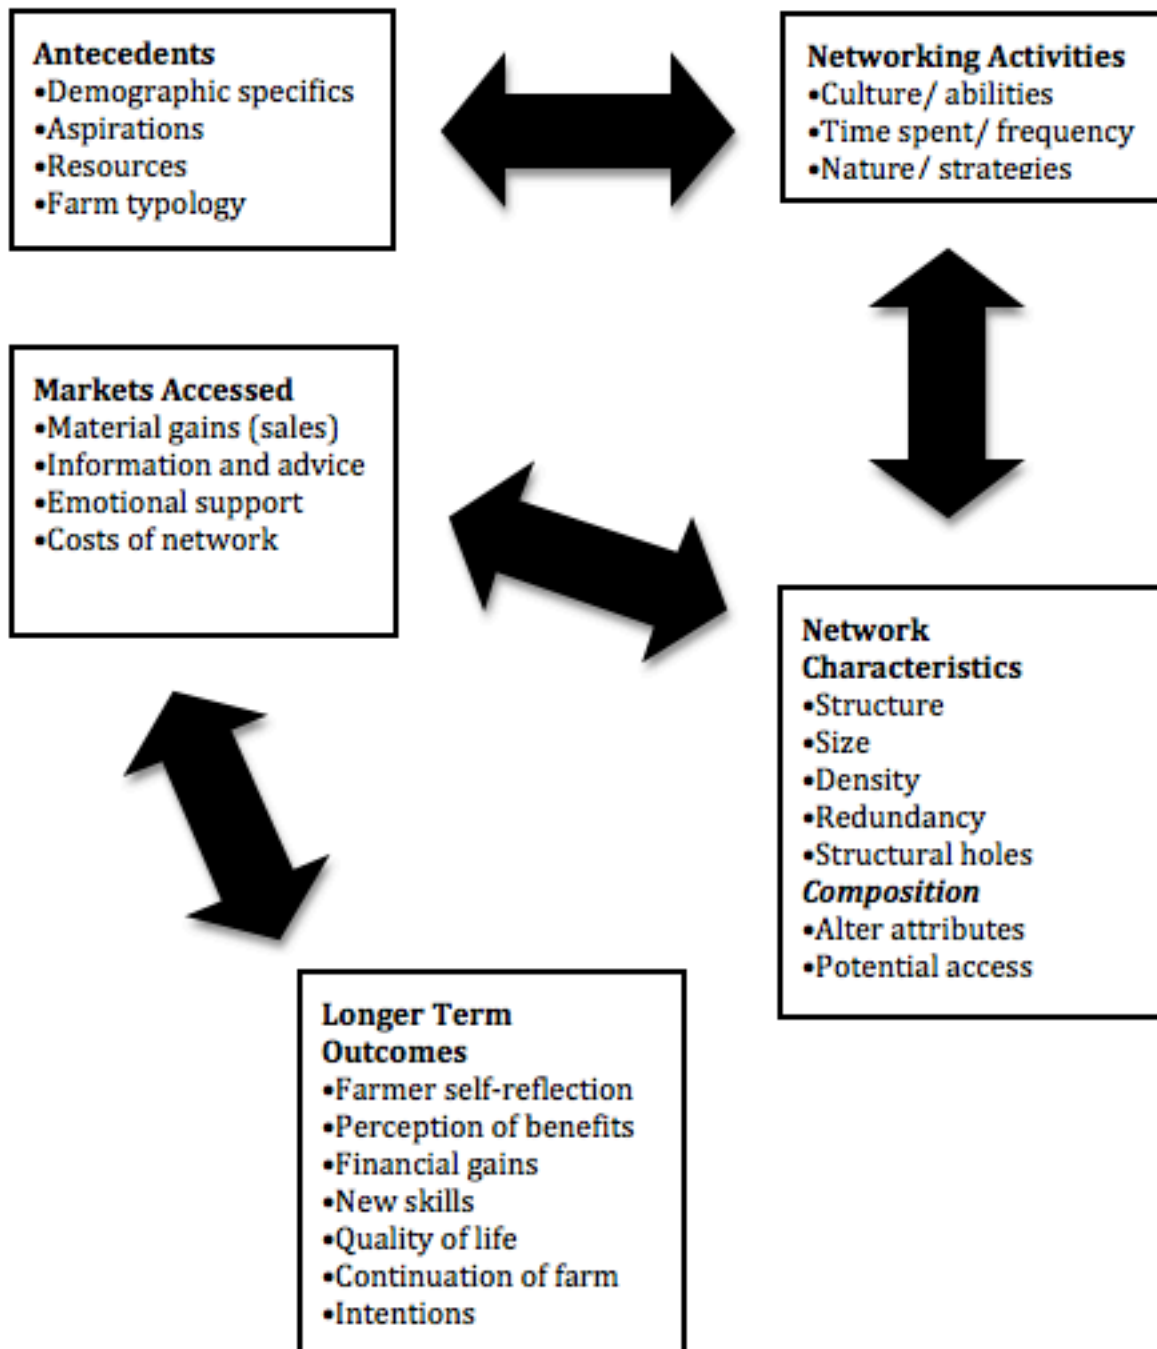 Antecedents
•Demographic specifics
•Aspirations
•Resources
•Farm typology
Networking Activities
•Culture/ abilities
•Time spent/ frequency
•Nature/ strategies
Markets Accessed
•Material gains (sales)
•Information and advice
•Emotional support
•Costs of network
Network
Characteristics
•Structure
•Size
•Density
•Redundancy
•Structural holes
Composition
•Alter attributes
•Potential access
Longer Term
Outcomes
•Farmer self-reflection
•Perception of benefits
•Financial gains
•New skills
•Quality of life
•Continuation of farm
•Intentions